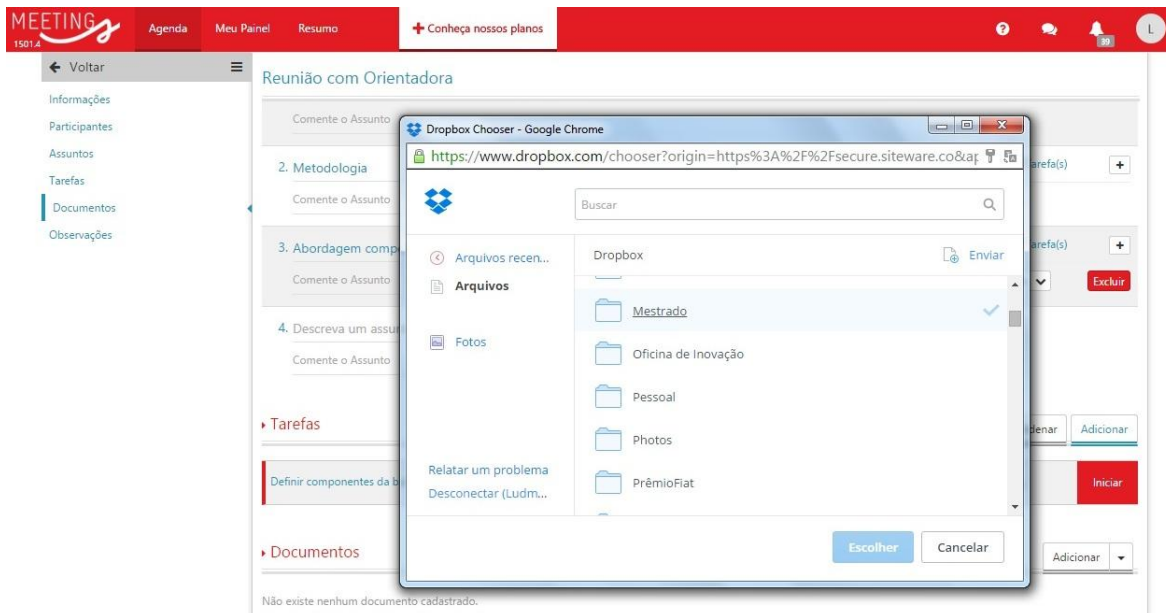 MEETINGS
1501.4
Agenda
Meu Painel
Resumo
+ Conheça nossos planos
?
39
L
← Voltar
Informações
Participantes
Assuntos
Tarefas
Documentos
Observações
Reunião com Orientadora
Comente o Assunto
2. Metodologia
arefa(s)
+
Comente o Assunto
3. Abordagem comp
arefa(s)
+
Comente o Assunto
Excluir
4. Descreva um assu
Comente o Assunto
Tarefas
denar
Adicionar
Definir componentes da b
Iniciar
Documentos
Adicionar
Não existe nenhum documento cadastrado.
Dropbox Chooser - Google Chrome
https://www.dropbox.com/chooser?origin=https%3A%2F%2Fsecure.siteware.co&ap
Buscar
Arquivos recen...
Arquivos
Fotos
Relatar um problema
Desconectar (Ludm...
Dropbox
Enviar
Mestrado
Oficina de Inovação
Pessoal
Photos
PrêmioFiat
Escolher
Cancelar